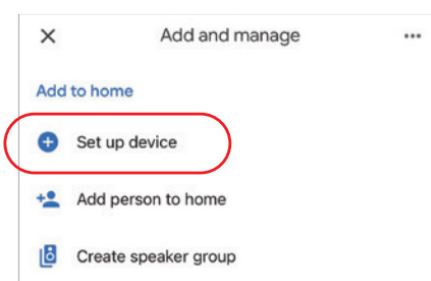 Add and manage
Add to home
Set up device
Add person to home
Create speaker group